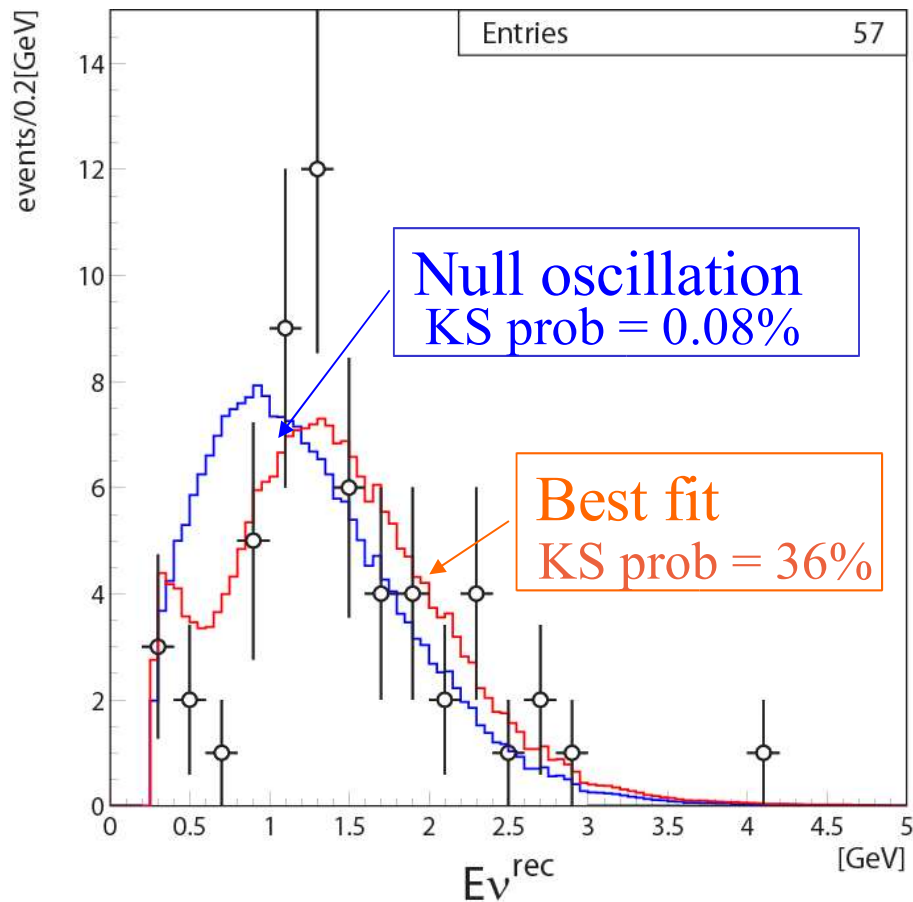 Entries 57
events/0.2[GeV]
14
12
10
8
6
4
2
0
Null oscillation
KS prob = 0.08%
Best fit
KS prob = 36%
0 0.5 1 1.5 2 2.5 3 3.5 4 4.5 5
[GeV]
Eν^rec